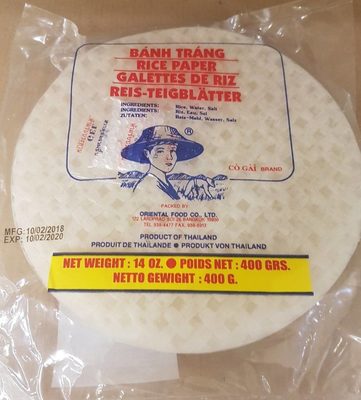 BÁNH TRÁNG
RICE PAPER
GALETTES DE RIZ
REIS-TEIGBLÄTTER
INGREDIENTS: Rice, Water, Salt
INGREDIENTS: Riz, Eau, Sel
ZUTATEN: Reis-Mehl, Wasser, Salz
®
CÔ GÁI BRAND
PACKED BY
ORIENTAL FOOD CO., LTD.
PRODUCT OF THAILAND
PRODUIT DE THAILANDE ● PRODUKT VON THAILAND
MFG: 10/02/2018
EXP: 10/02/2020
NET WEIGHT : 14 OZ. ● POIDS NET : 400 GRS.
NETTO GEWIGHT : 400 G.